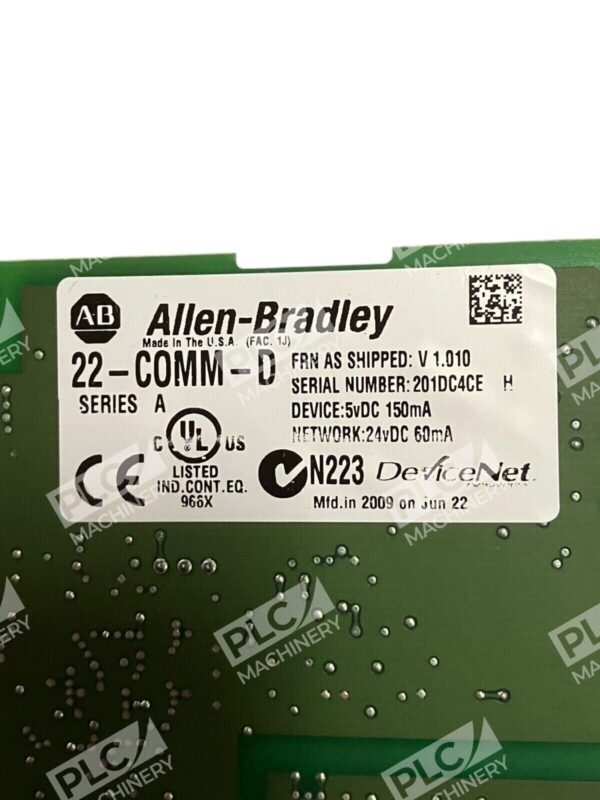 AB Allen-Bradley
Made In The U.S.A. (FAC. 1J)
22-COMM-D
SERIES A
FRN AS SHIPPED: V 1.010
SERIAL NUMBER: 201DC4CE H
DEVICE:5vDC 150mA
NETWORK:24vDC 60mA
C UL US
LISTED
IND.CONT.EQ.
966X
CE
N223 DeviceNet
Mfd.in 2009 on Jun 22
PLC
MACHINERY